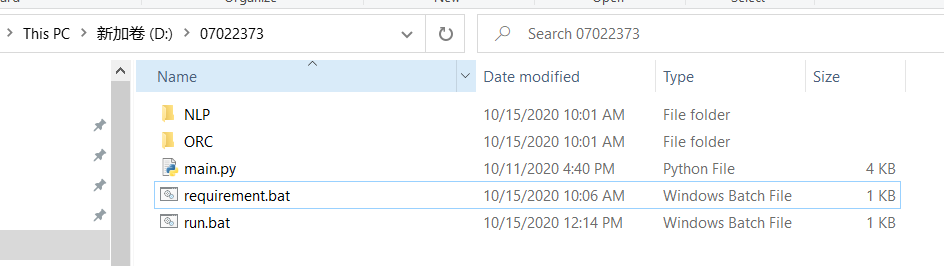 This PC > 新加卷 (D:) > 07022373 Search 07022373
Name Date modified Type Size
NLP 10/15/2020 10:01 AM File folder
ORC 10/15/2020 10:01 AM File folder
main.py 10/11/2020 4:40 PM Python File 4 KB
requirement.bat 10/15/2020 10:06 AM Windows Batch File 1 KB
run.bat 10/15/2020 12:14 PM Windows Batch File 1 KB